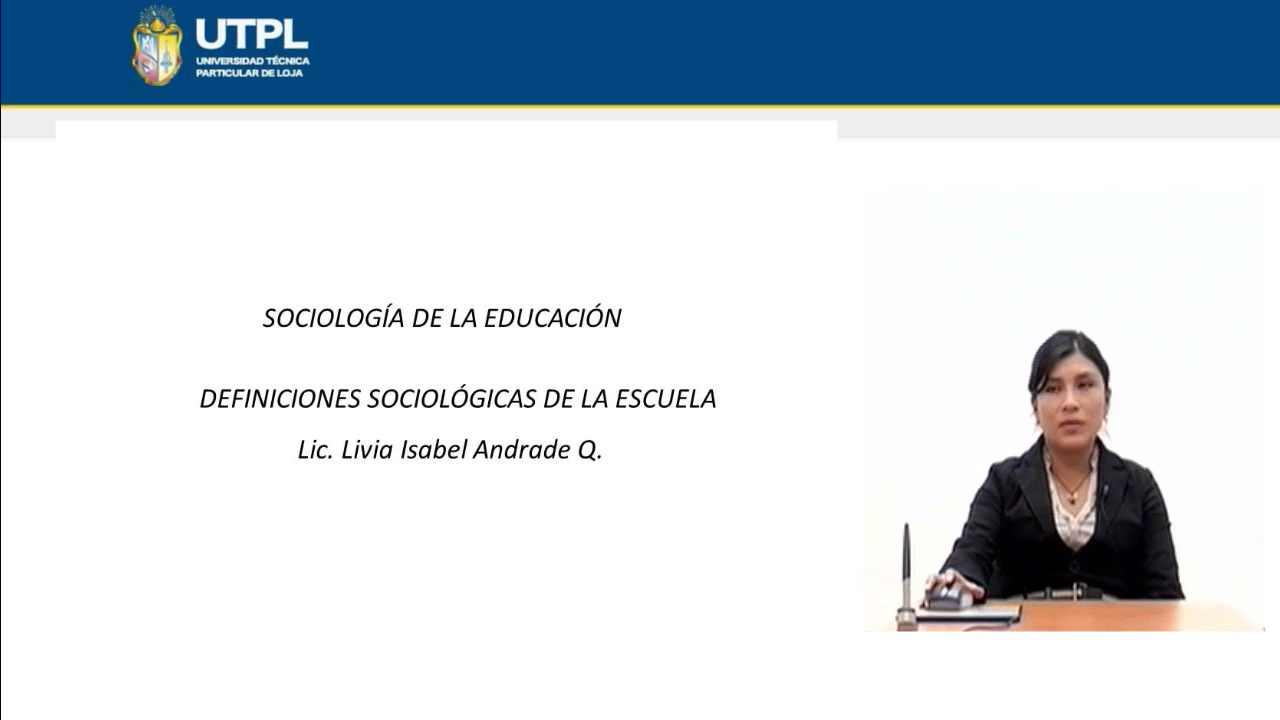 UTPL
UNIVERSIDAD TÉCNICA
PARTICULAR DE LOJA
SOCIOLOGÍA DE LA EDUCACIÓN
DEFINICIONES SOCIOLÓGICAS DE LA ESCUELA
Lic. Livia Isabel Andrade Q.